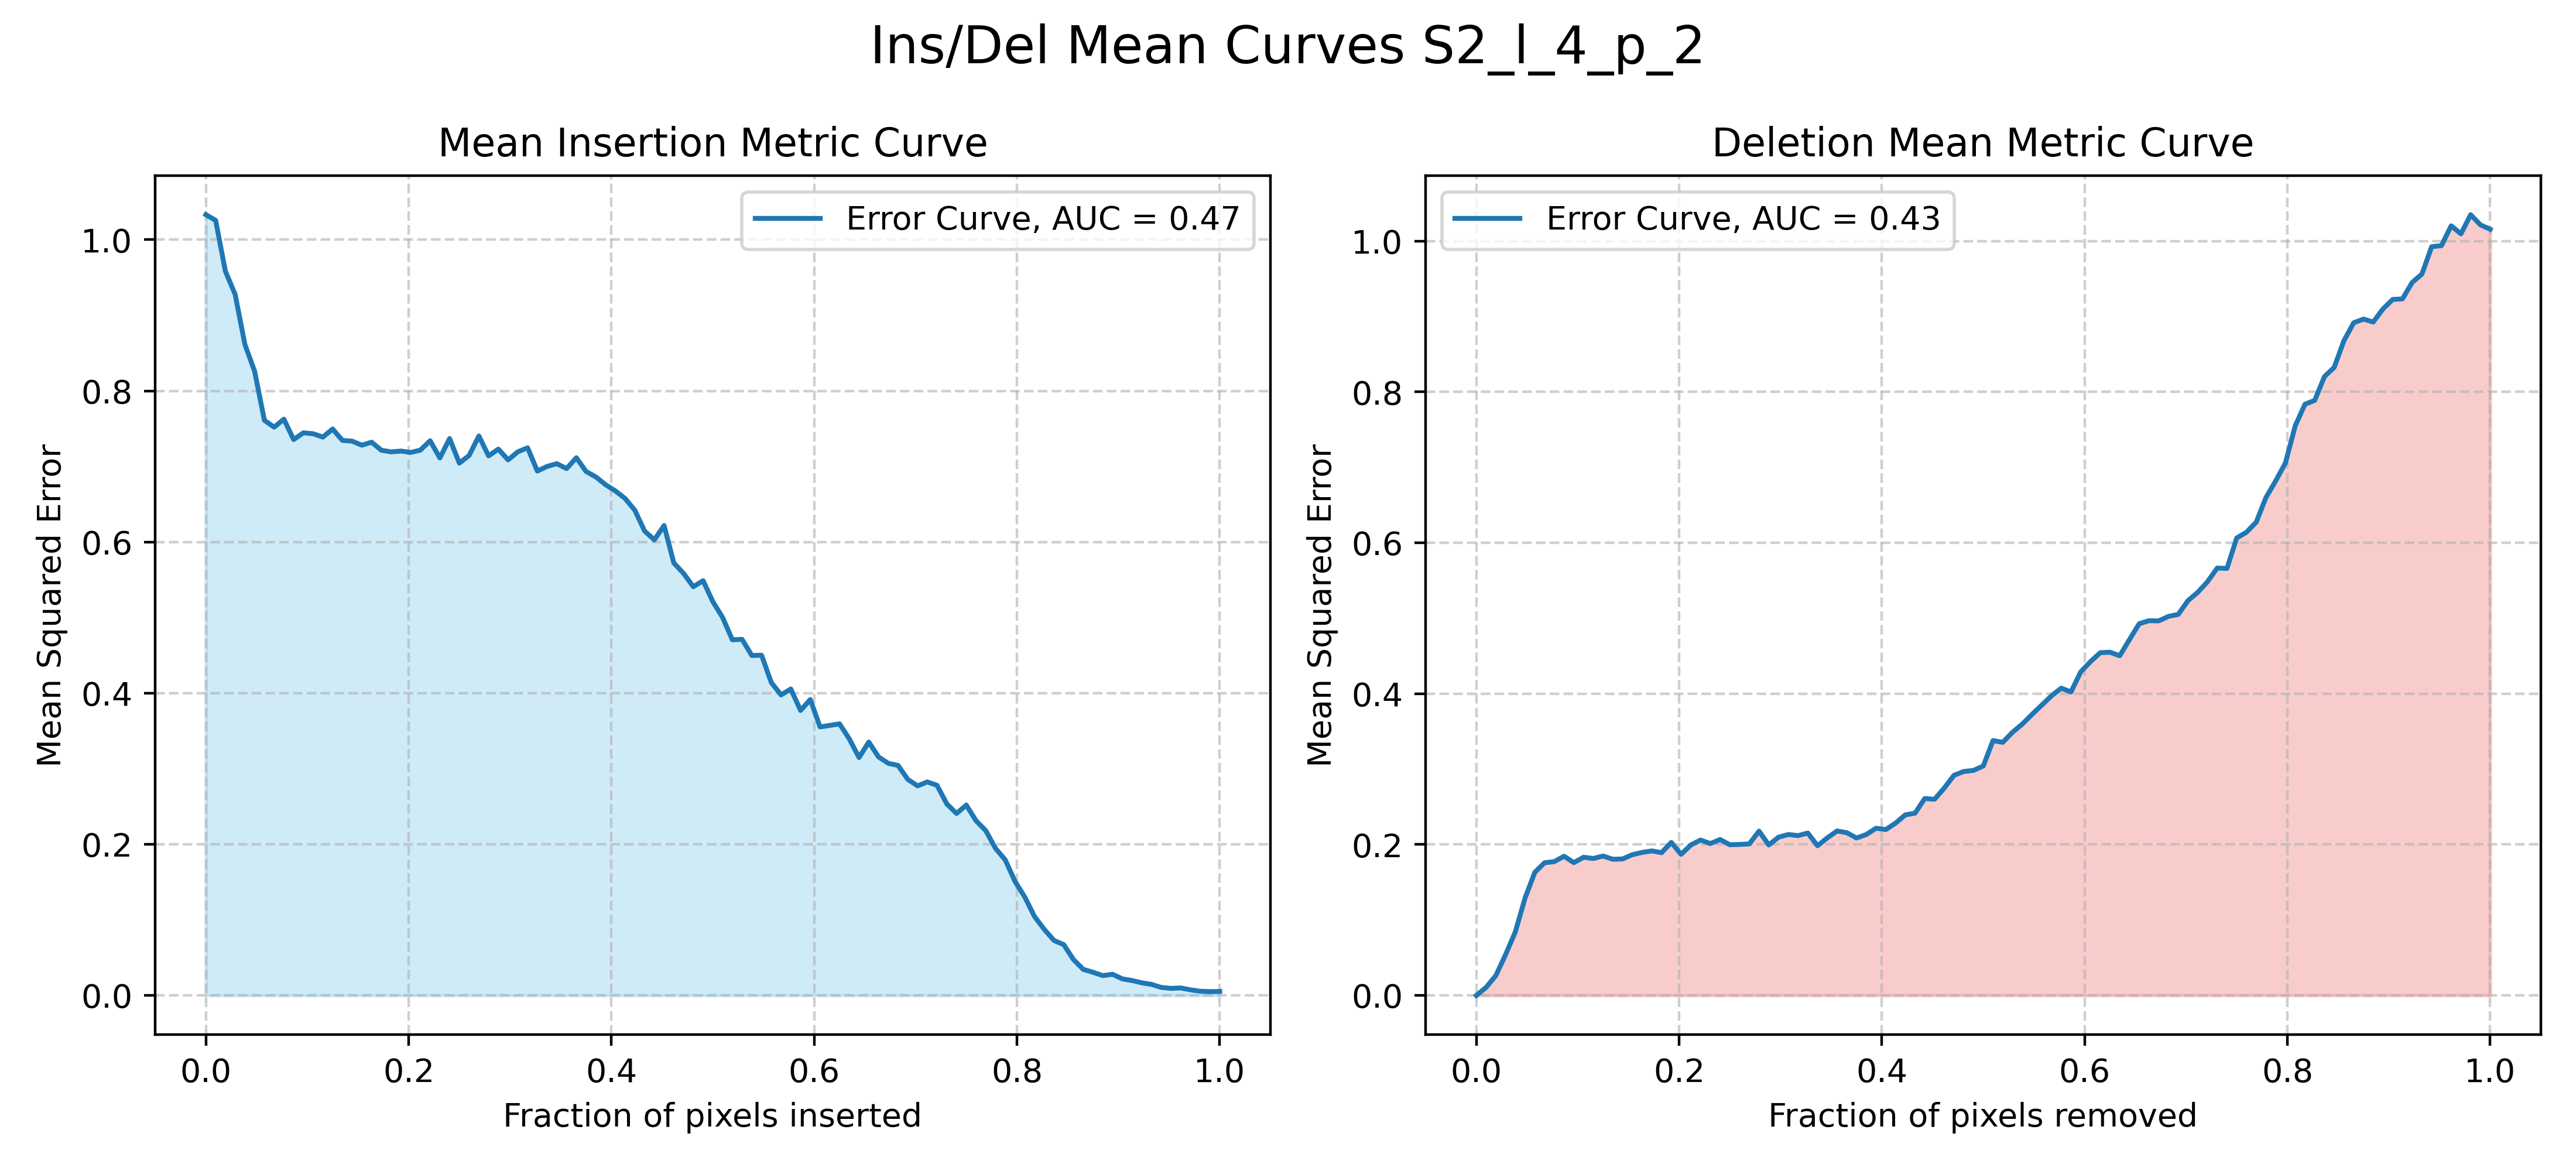 Ins/Del Mean Curves S2_l_4_p_2
Mean Insertion Metric Curve
Error Curve, AUC = 0.47
Mean Squared Error
1.0
0.8
0.6
0.4
0.2
0.0
0.0 0.2 0.4 0.6 0.8 1.0
Fraction of pixels inserted
Deletion Mean Metric Curve
Error Curve, AUC = 0.43
Mean Squared Error
1.0
0.8
0.6
0.4
0.2
0.0
0.0 0.2 0.4 0.6 0.8 1.0
Fraction of pixels removed